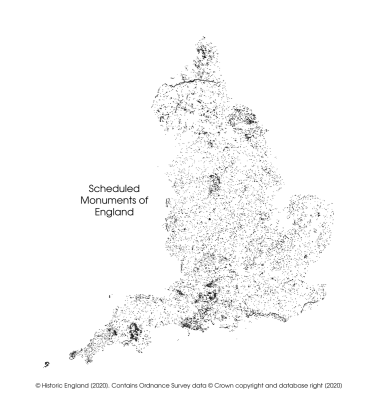 Scheduled
Monuments of
England
© Historic England (2020). Contains Ordnance Survey data © Crown copyright and database right (2020)